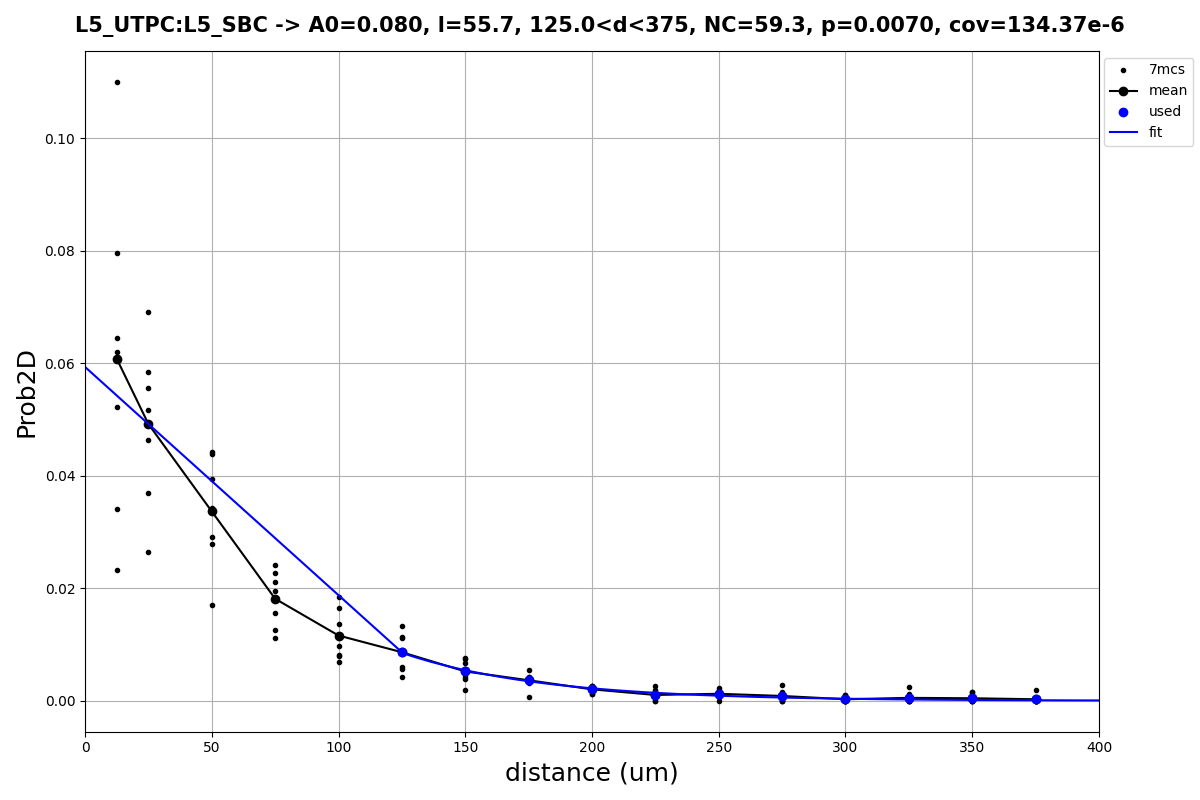 L5_UTPC:L5_SBC -> A0=0.080, l=55.7, 125.0<d<375, NC=59.3, p=0.0070, cov=134.37e-6
7mcs
mean
used
fit
0.10
0.08
0.06
0.04
0.02
0.00
Prob2D
0 50 100 150 200 250 300 350 400
distance (um)